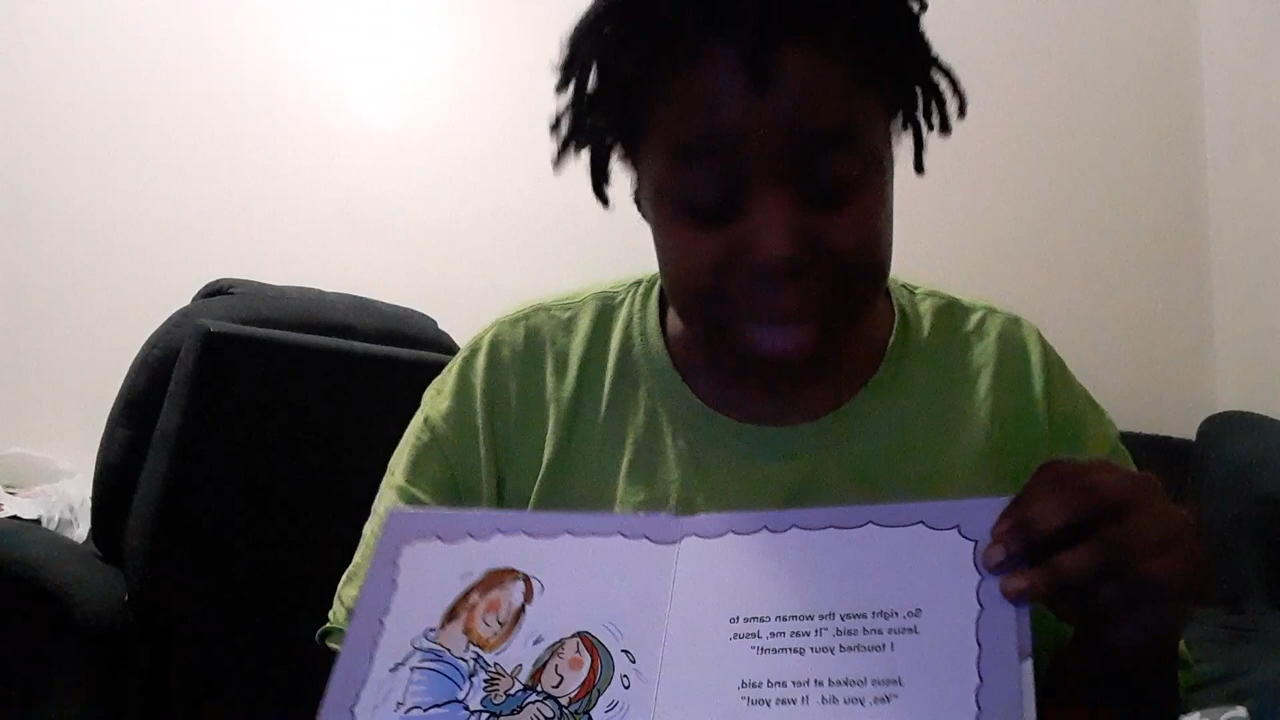 So, right away the woman came to
Jesus and said, "It was me, Jesus,
I touched your garment!"
Jesus looked at her and said,
"Yes, you did. It was you!"